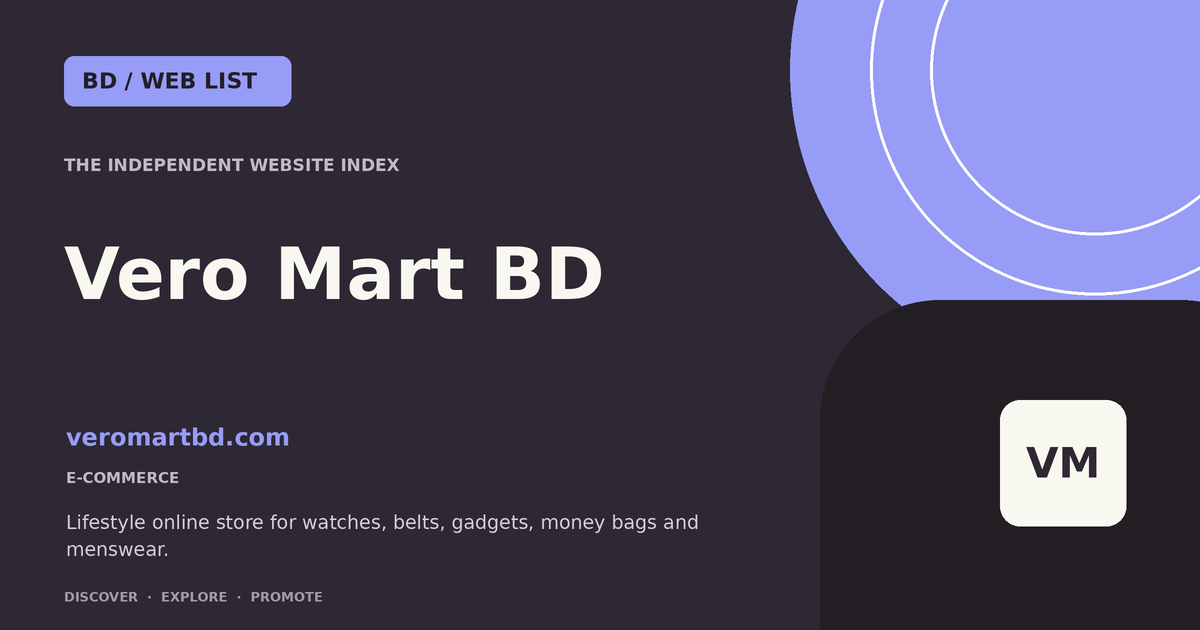 BD / WEB LIST
THE INDEPENDENT WEBSITE INDEX
Vero Mart BD
veromartbd.com
E-COMMERCE
Lifestyle online store for watches, belts, gadgets, money bags and
menswear.
DISCOVER · EXPLORE · PROMOTE
VM